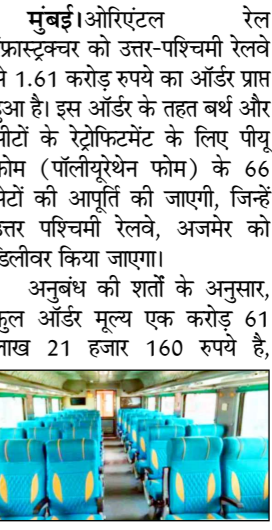 मुंबई।ओरिएंटल रेल
इंफ्रास्ट्रक्चर को उत्तर-पश्चिमी रेलवे
से 1.61 करोड़ रुपये का ऑर्डर प्राप्त
हुआ है। इस ऑर्डर के तहत बर्थ और
सीटों के रेट्रोफिटमेंट के लिए पीयू
फोम (पॉलीयूरेथेन फोम) के 66
सेटों की आपूर्ति की जाएगी, जिन्हें
उत्तर पश्चिमी रेलवे, अजमेर को
डिलीवर किया जाएगा।
अनुबंध की शर्तों के अनुसार,
कुल ऑर्डर मूल्य एक करोड़ 61
लाख 21 हजार 160 रुपये है,